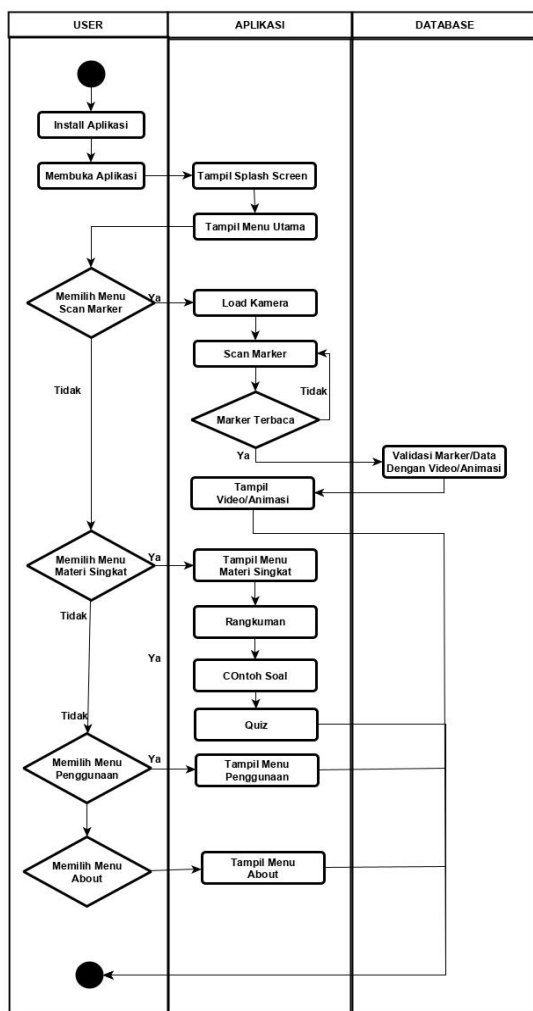 USER
APLIKASI
DATABASE
Install Aplikasi
Membuka Aplikasi
Tampil Splash Screen
Tampil Menu Utama
Memilih Menu
Scan Marker
Ya
Load Kamera
Scan Marker
Tidak
Tidak
Marker Terbaca
Ya
Validasi Marker/Data
Dengan Video/Animasi
Tampil
Video/Animasi
Memilih Menu
Materi Singkat
Ya
Tampil Menu
Materi Singkat
Tidak
Rangkuman
Ya
COntoh Soal
Tidak
Quiz
Memilih Menu
Penggunaan
Ya
Tampil Menu
Penggunaan
Memilih Menu
About
Tampil Menu
About